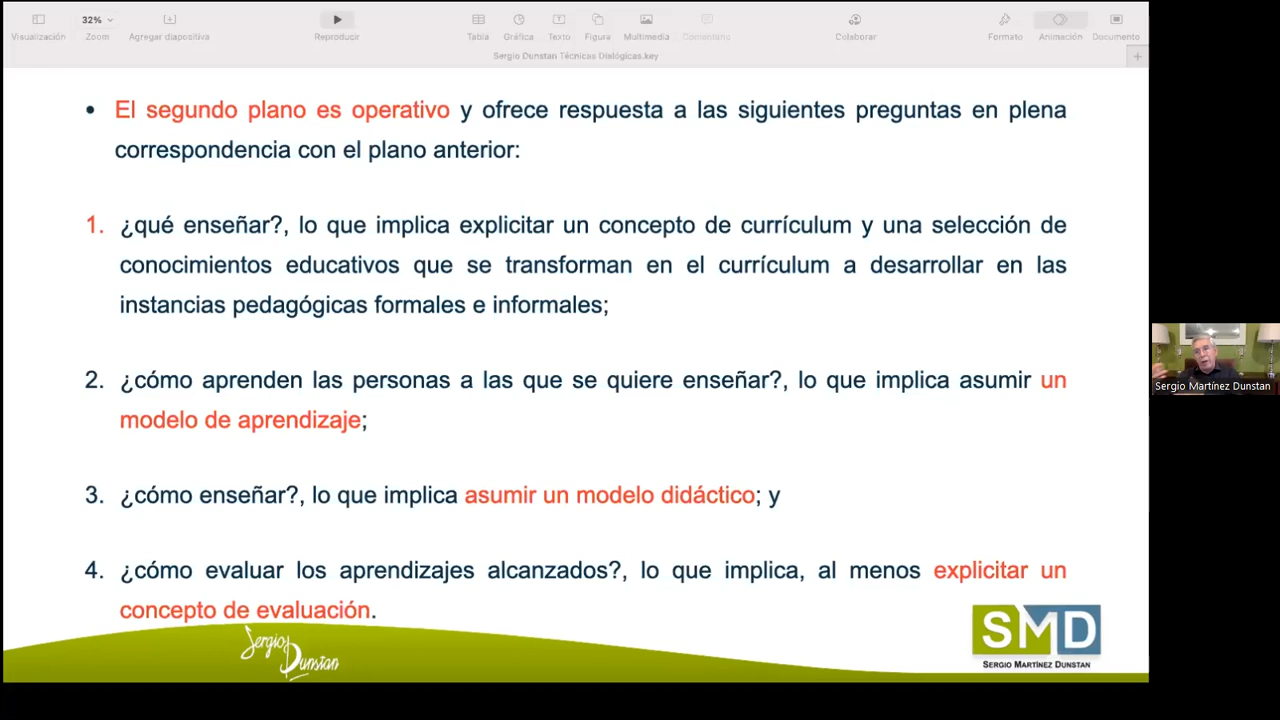 32%
Visualización
Zoom
Agregar diapositiva
Reproducir
Tabla
Gráfica
Texto
Figura
Multimedia
Comentario
Colaborar
Formato
Animación
Documento
Sergio Dunstan Técnicas Dialógicas.key
• El segundo plano es operativo y ofrece respuesta a las siguientes preguntas en plena
correspondencia con el plano anterior:
1. ¿qué enseñar?, lo que implica explicitar un concepto de currículum y una selección de
conocimientos educativos que se transforman en el currículum a desarrollar en las
instancias pedagógicas formales e informales;
2. ¿cómo aprenden las personas a las que se quiere enseñar?, lo que implica asumir un
modelo de aprendizaje;
3. ¿cómo enseñar?, lo que implica asumir un modelo didáctico; y
4. ¿cómo evaluar los aprendizajes alcanzados?, lo que implica, al menos explicitar un
concepto de evaluación.
Sergio
Dunstan
SMD
SERGIO MARTÍNEZ DUNSTAN
Sergio Martínez Dunstan